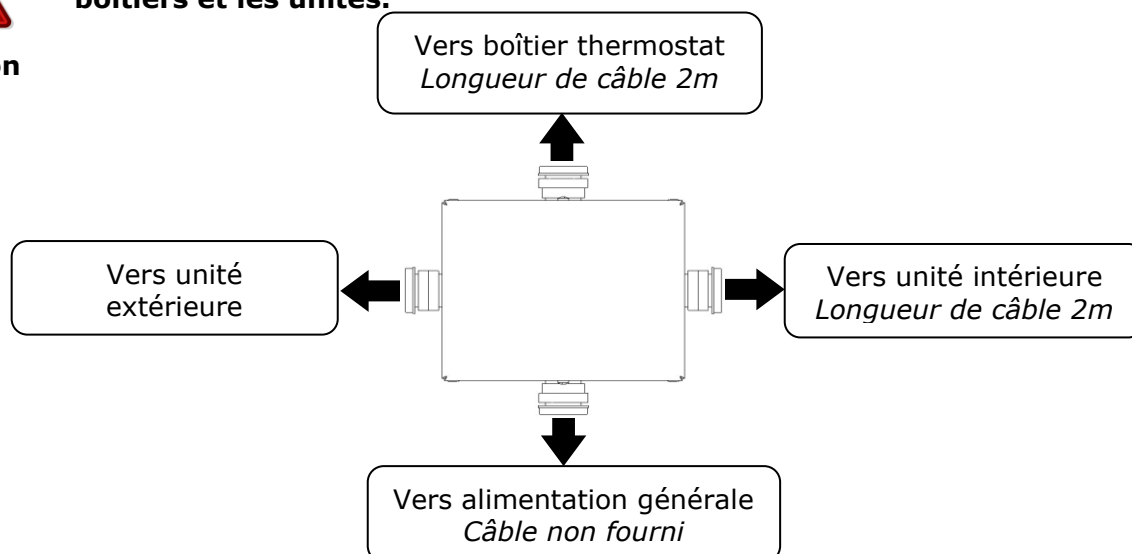 boîtiers et les unités.
on
Vers boîtier thermostat
Longueur de câble 2m
Vers unité
extérieure
Vers unité intérieure
Longueur de câble 2m
Vers alimentation générale
Câble non fourni